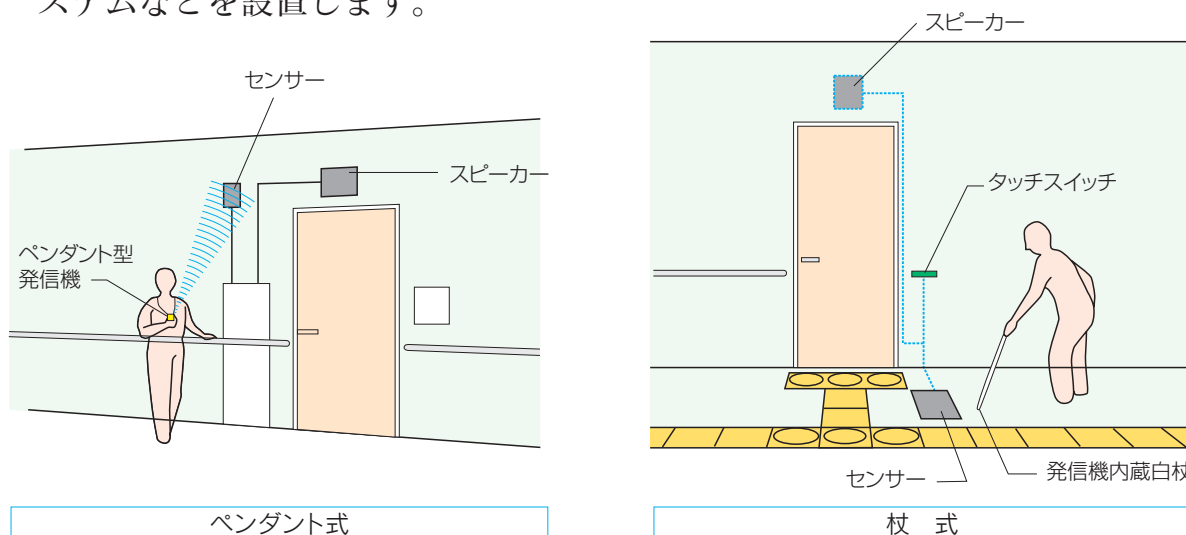 ステムなどを設置します。
センサー
スピーカー
ペンダント型
発信機
ペンダント式
スピーカー
タッチスイッチ
センサー
発信機内蔵白杖
杖 式